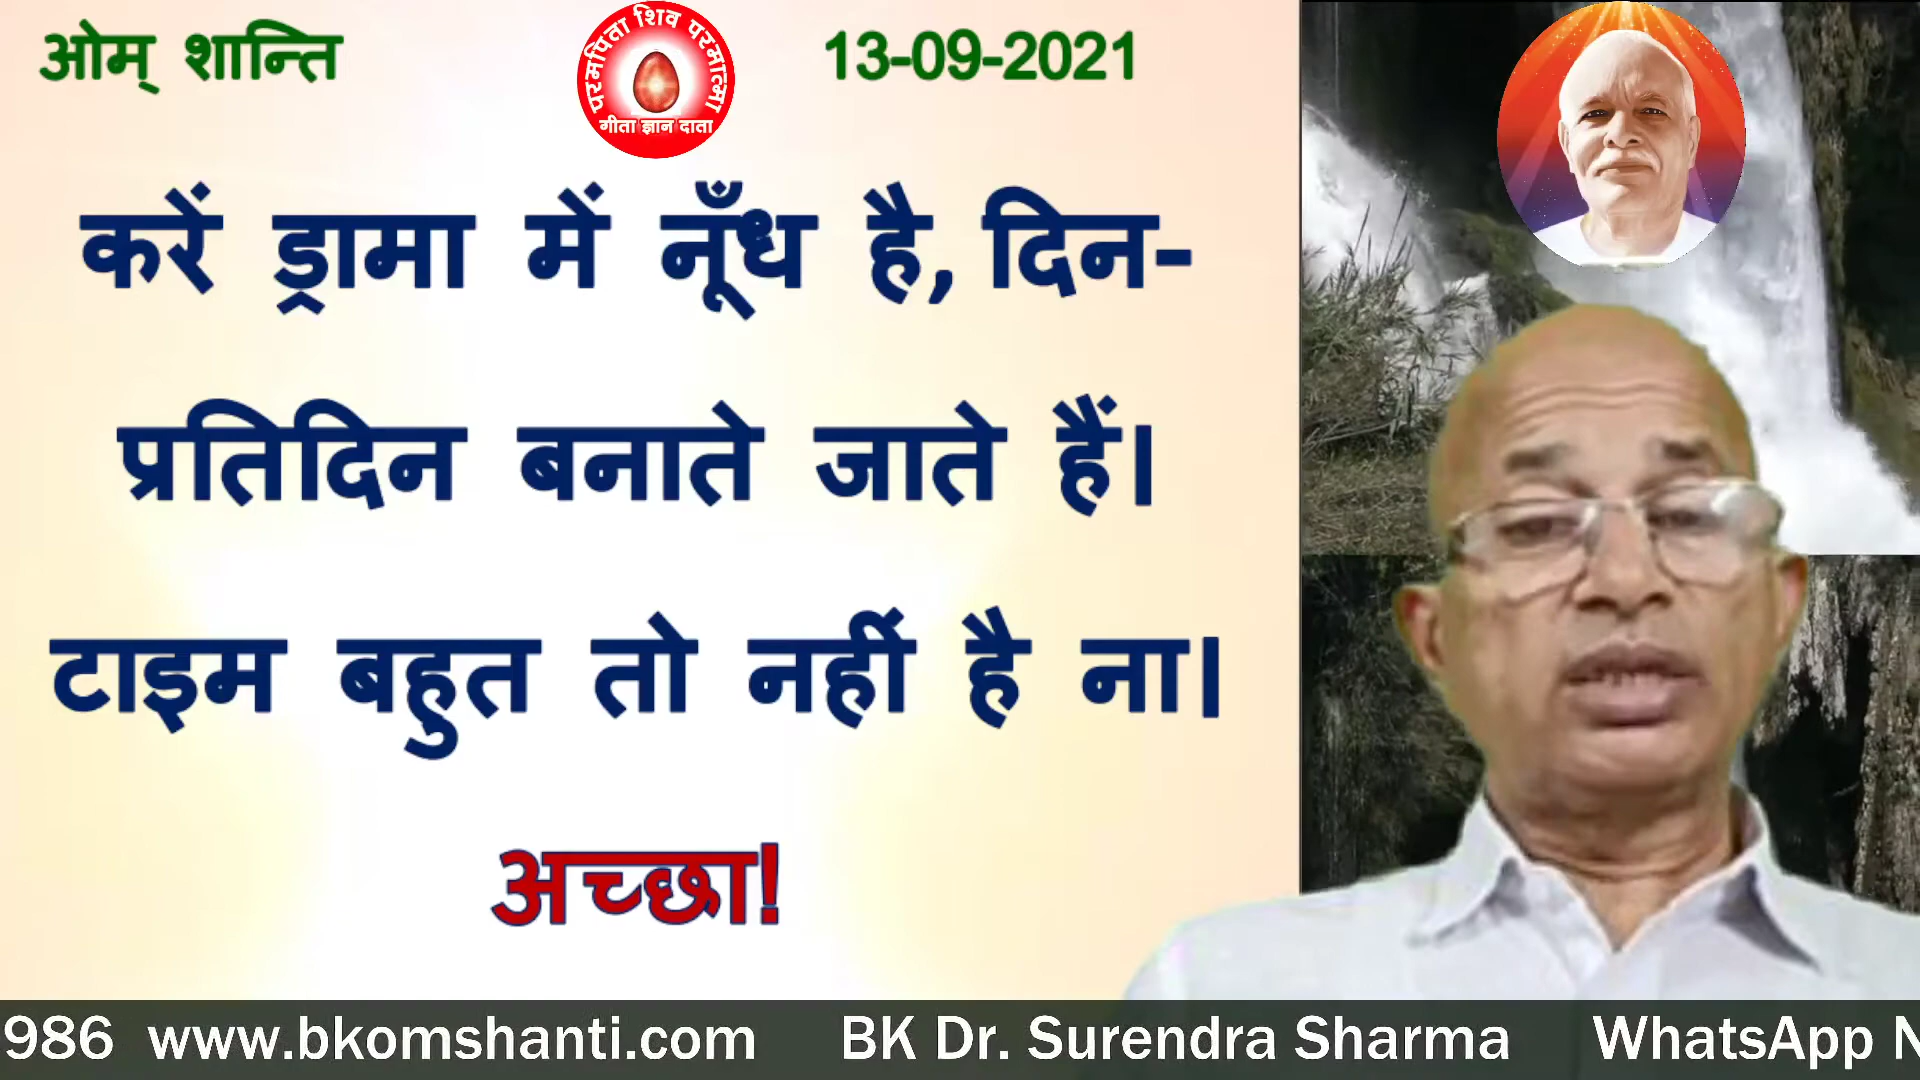 ओम् शान्ति
परमपिता शिव परमात्मा
गीता ज्ञान दाता
13-09-2021
करें ड्रामा में नूँध है, दिन-
प्रतिदिन बनाते जाते हैं।
टाइम बहुत तो नहीं है ना।
अच्छा!
986 www.bkomshanti.com BK Dr. Surendra Sharma WhatsApp N